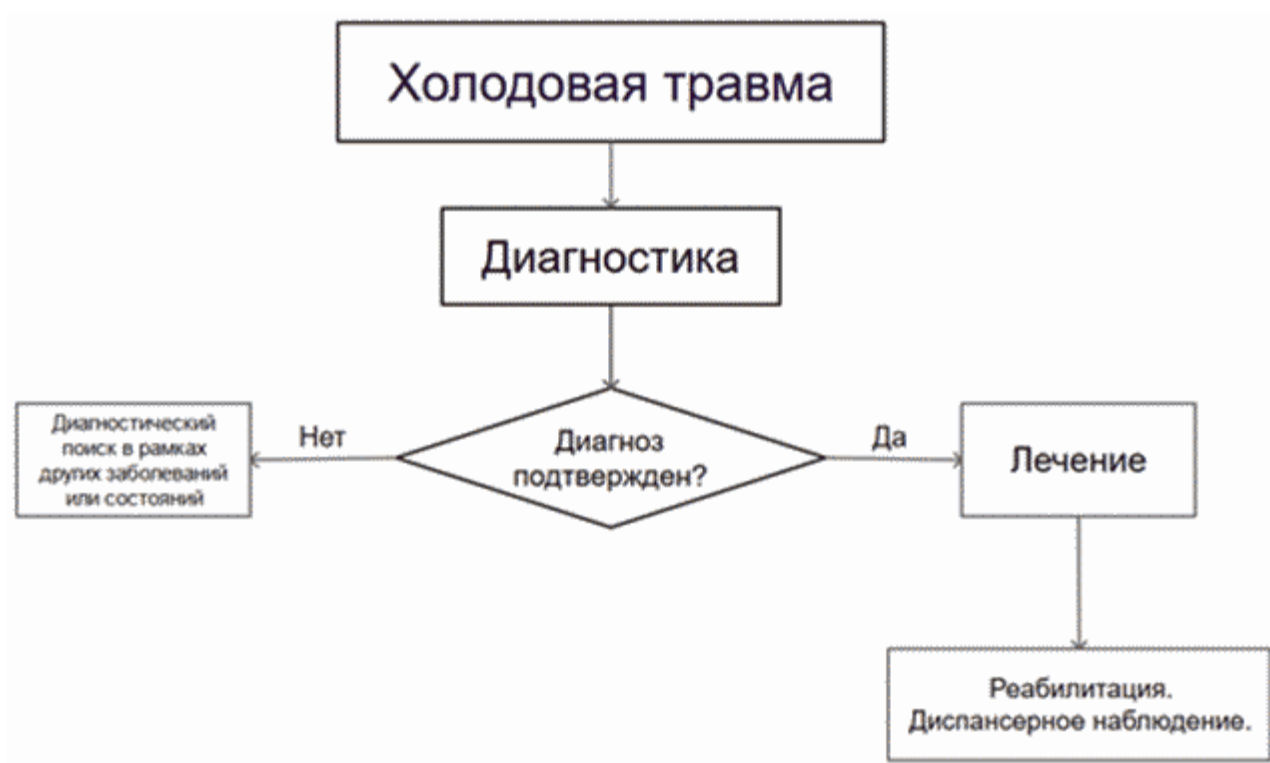 Холодовая травма
Диагностика
Диагностический
поиск в рамках
других заболеваний
или состояний
Нет
Диагноз
подтвержден?
Да
Лечение
Реабилитация.
Диспансерное наблюдение.